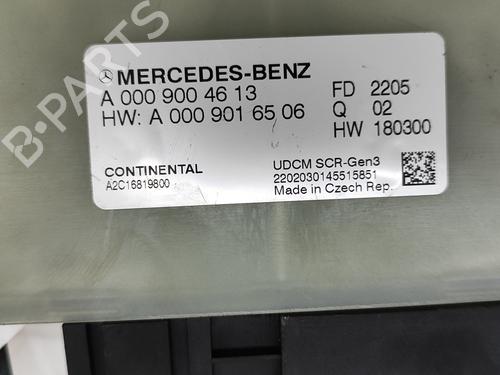 MERCEDES-BENZ
A 000 900 46 13
HW: A 000 901 65 06
FD 2205
Q 02
HW 180300
CONTINENTAL
A2C16819800
UDCM SCR-Gen3
2202030145515851
Made in Czech Rep.
B-PARTS